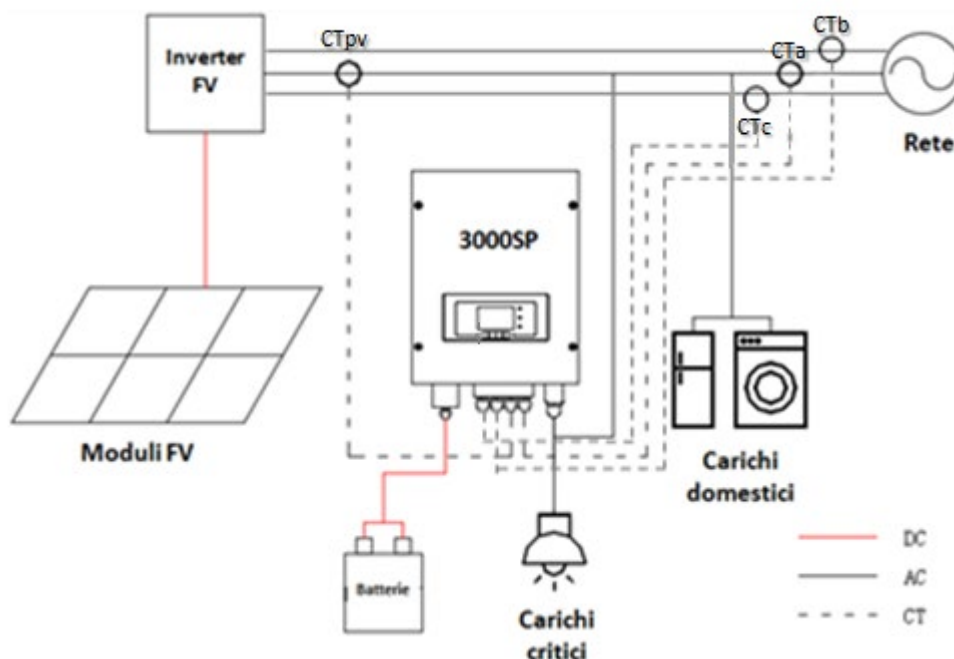 CTb
CTpv
CTa
Inverter
FV
CTc
Rete
3000SP
Moduli FV
Carichi
domestici
Batterie
Carichi
critici
DC
AC
CT